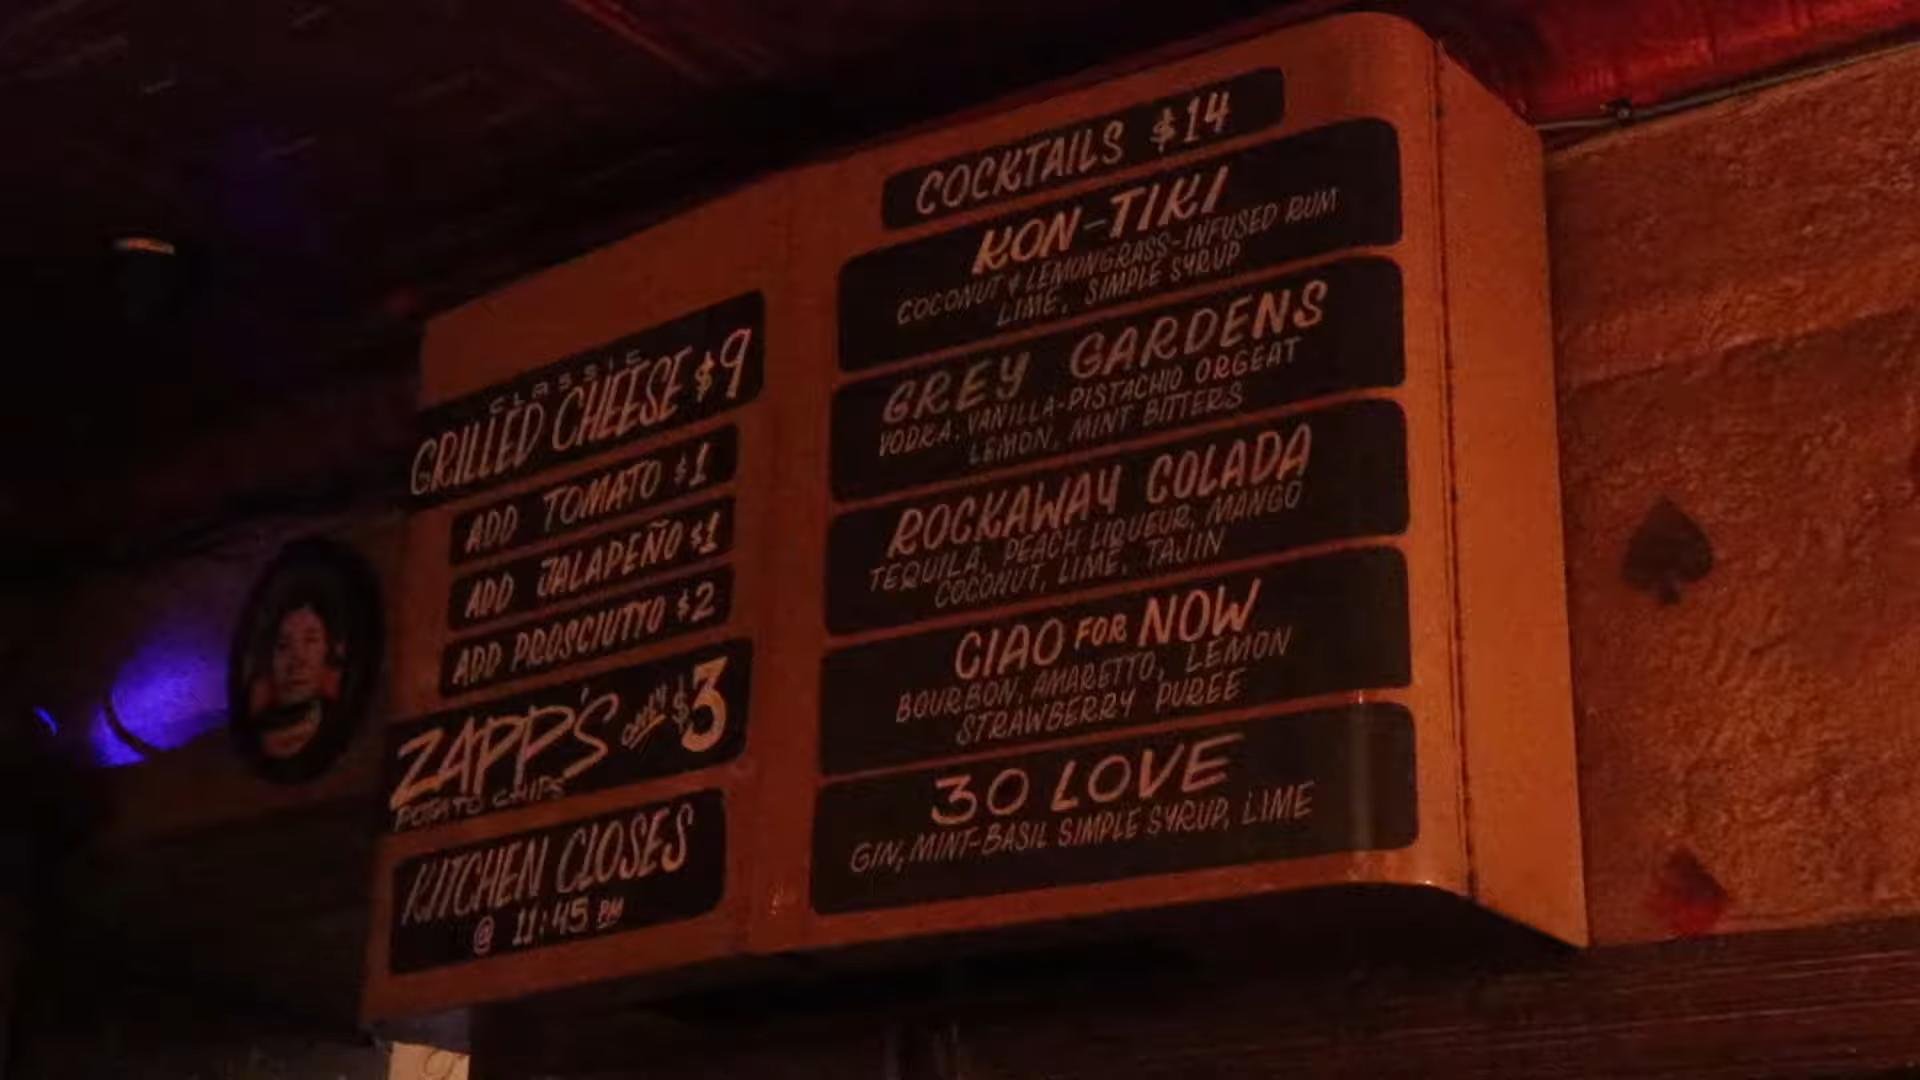 CLASSIC
GRILLED CHEESE $9
ADD TOMATO $1
ADD JALAPEÑO $1
ADD PROSCIUTTO $2
ZAPP'S ONLY $3
POTATO CHIPS
KITCHEN CLOSES
@ 11:45 PM
COCKTAILS $14
KON-TIKI
COCONUT & LEMONGRASS-INFUSED RUM
LIME, SIMPLE SYRUP
GREY GARDENS
VODKA, VANILLA-PISTACHIO ORGEAT
LEMON, MINT BITTERS
ROCKAWAY COLADA
TEQUILA, PEACH LIQUEUR, MANGO
COCONUT, LIME, TAJIN
CIAO FOR NOW
BOURBON, AMARETTO, LEMON
STRAWBERRY PUREE
30 LOVE
GIN, MINT-BASIL SIMPLE SYRUP, LIME